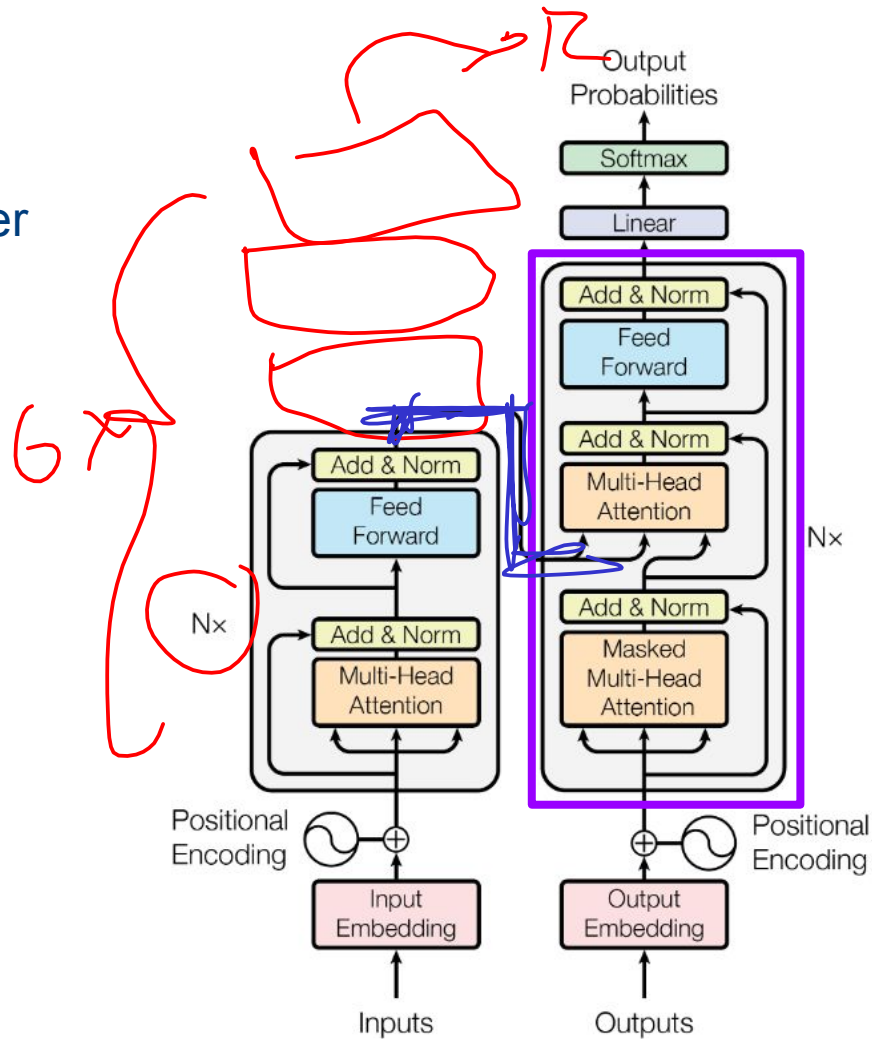 Output
Probabilities
Softmax
er
Linear
Add & Norm
Feed
Forward
6x
Add & Norm
Add & Norm
Multi-Head
Attention
Feed
Forward
Nx
Add & Norm
Nx
Add & Norm
Masked
Multi-Head
Attention
Multi-Head
Attention
Positional
Encoding
Positional
Encoding
Input
Embedding
Output
Embedding
Inputs
Outputs